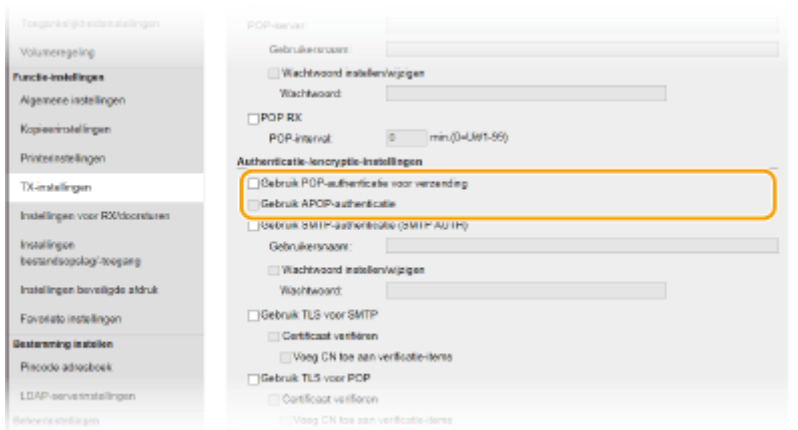 Toegankelijkheidsinstellingen
Volumeregeling
Functie-instellingen
Algemene instellingen
Kopieerinstellingen
Printerinstellingen
TX-instellingen
Instellingen voor RX/doorsturen
Instellingen
bestandsopslag/-toegang
Instellingen beveiligde afdruk
Favoriete instellingen
Bestemming instellen
Pincode adresboek
LDAP-serverinstellingen
Beheerinstellingen
POP-server:
Gebruikersnaam:
Wachtwoord instellen/wijzigen
Wachtwoord:
POP RX
POP-interval: 0 min.(0=Uit/1-99)
Authenticatie-/encryptie-instellingen
Gebruik POP-authenticatie voor verzending
Gebruik APOP-authenticatie
Gebruik SMTP-authenticatie (SMTP AUTH)
Gebruikersnaam:
Wachtwoord instellen/wijzigen
Wachtwoord:
Gebruik TLS voor SMTP
Certificaat verifiëren
Voeg CN toe aan verificatie-items
Gebruik TLS voor POP
Certificaat verifiëren
Voeg CN toe aan verificatie-items